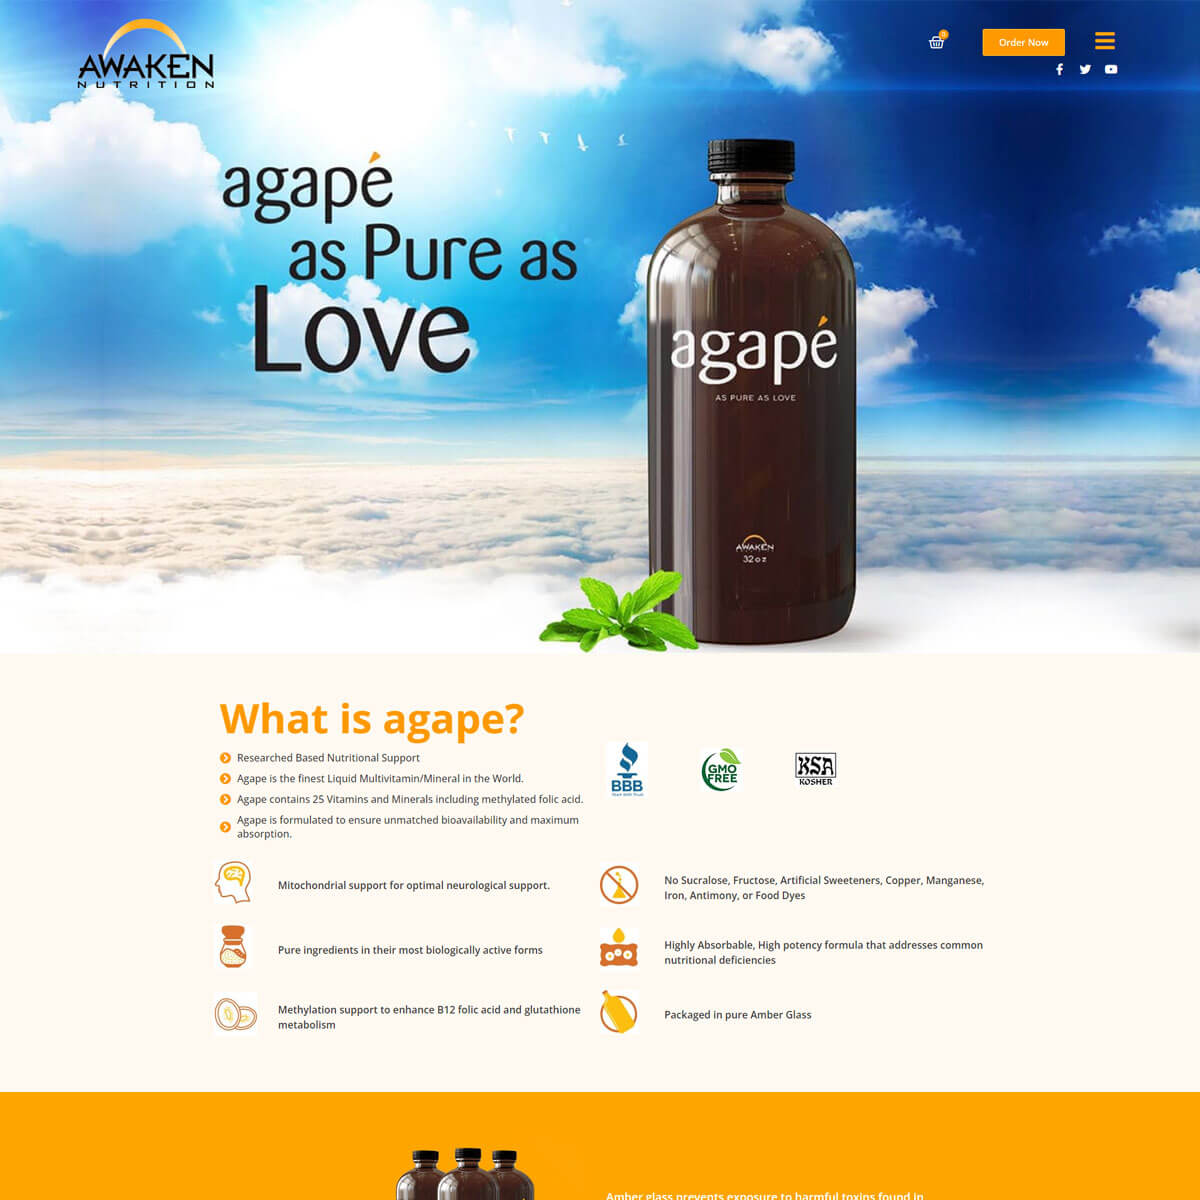 AWAKEN
NUTRITION
0
Order Now
agapé
as Pure as
Love
agapé
AS PURE AS LOVE
AWAKEN
32oz
What is agape?
Researched Based Nutritional Support
Agape is the finest Liquid Multivitamin/Mineral in the World.
Agape contains 25 Vitamins and Minerals including methylated folic acid.
Agape is formulated to ensure unmatched bioavailability and maximum
absorption.
BBB
GMO
FREE
KSA
KOSHER
Mitochondrial support for optimal neurological support.
No Sucralose, Fructose, Artificial Sweeteners, Copper, Manganese,
Iron, Antimony, or Food Dyes
Pure ingredients in their most biologically active forms
Highly Absorbable, High potency formula that addresses common
nutritional deficiencies
Methylation support to enhance B12 folic acid and glutathione
metabolism
Packaged in pure Amber Glass
Amber glass prevents exposure to harmful toxins found in